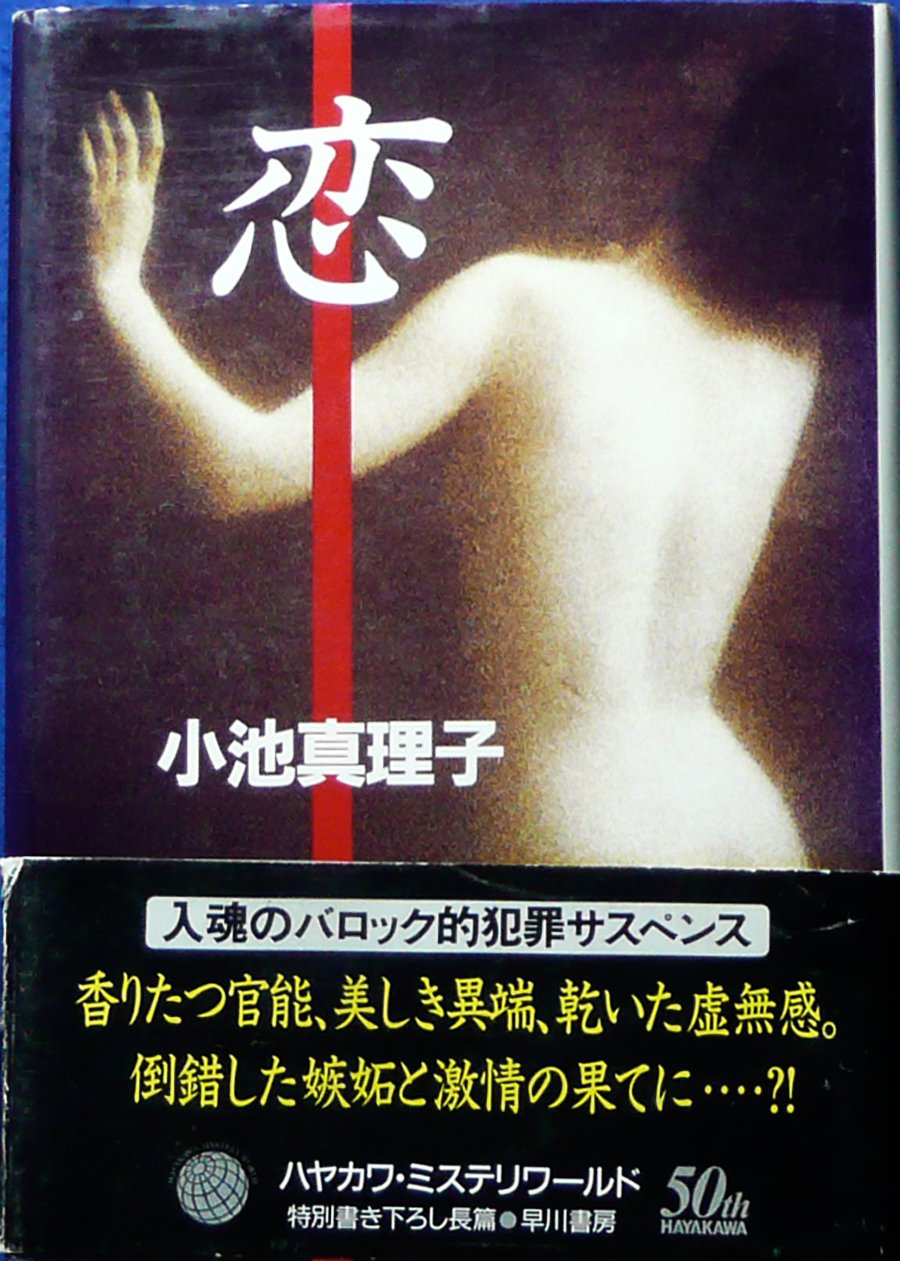 恋
小池真理子
入魂のバロック的犯罪サスペンス
香りたつ官能、美しき異端、乾いた虚無感。
倒錯した嫉妬と激情の果てに‥‥?!
ハヤカワ・ミステリワールド
特別書き下ろし長篇●早川書房
50th
HAYAKAWA